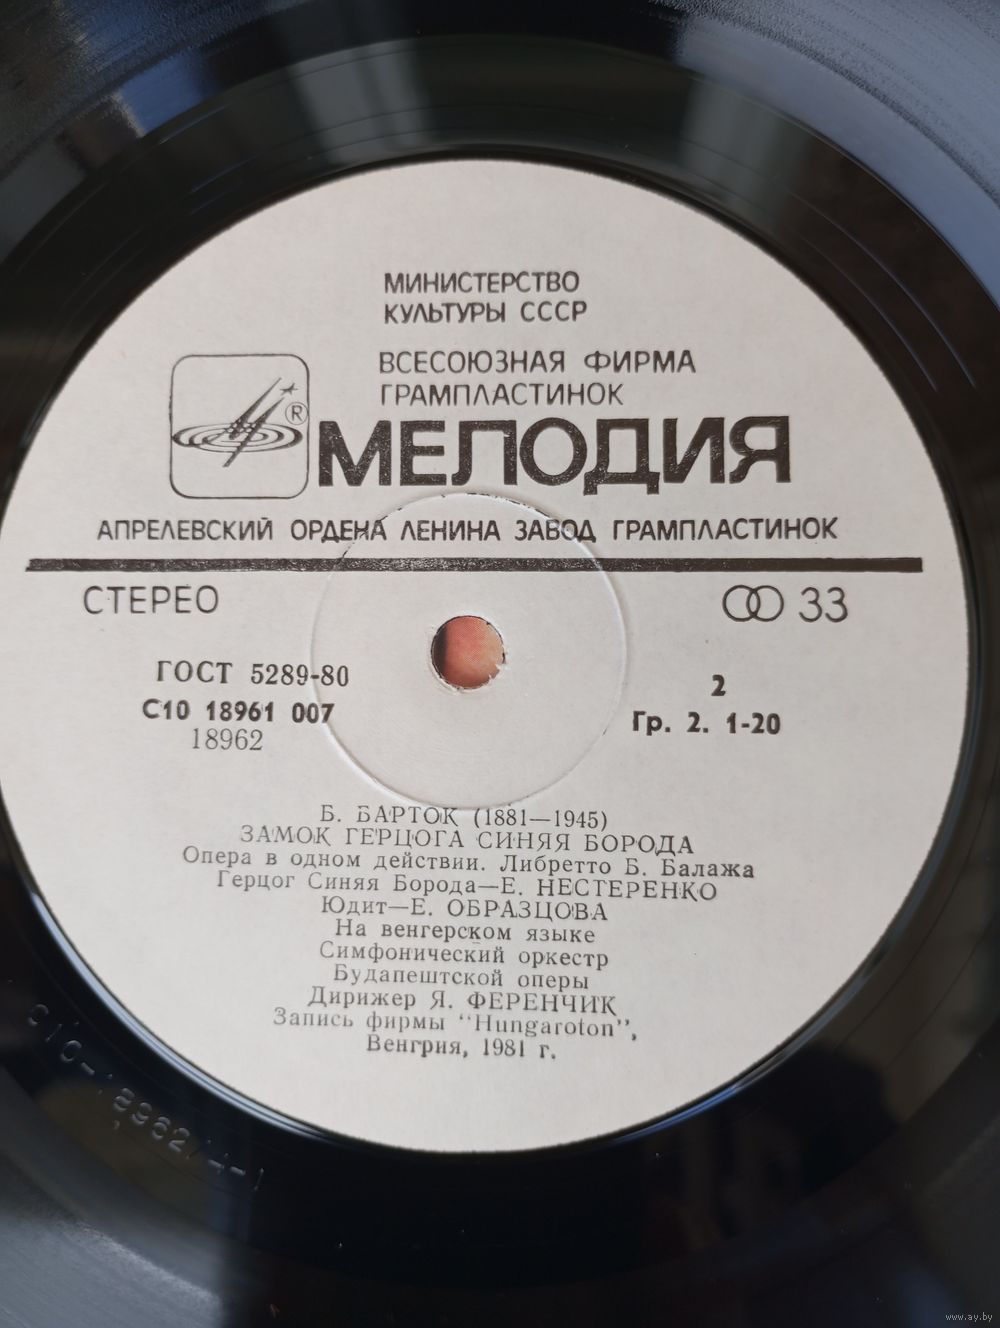 МИНИСТЕРСТВО
КУЛЬТУРЫ СССР
ВСЕСОЮЗНАЯ ФИРМА
ГРАМПЛАСТИНОК
®
МЕЛОДИЯ
АПРЕЛЕВСКИЙ ОРДЕНА ЛЕНИНА ЗАВОД ГРАМПЛАСТИНОК
СТЕРЕО
33
ГОСТ 5289-80
2
С10 18961 007
Гр. 2. 1-20
18962
Б. БАРТОК (1881—1945)
ЗАМОК ГЕРЦОГА СИНЯЯ БОРОДА
Опера в одном действии. Либретто Б. Балажа
Герцог Синяя Борода—Е. НЕСТЕРЕНКО
Юдит—Е. ОБРАЗЦОВА
На венгерском языке
Симфонический оркестр
Будапештской оперы
Дирижер Я. ФЕРЕНЧИК
Запись фирмы "Hungaroton",
Венгрия, 1981 г.
www.ay.by